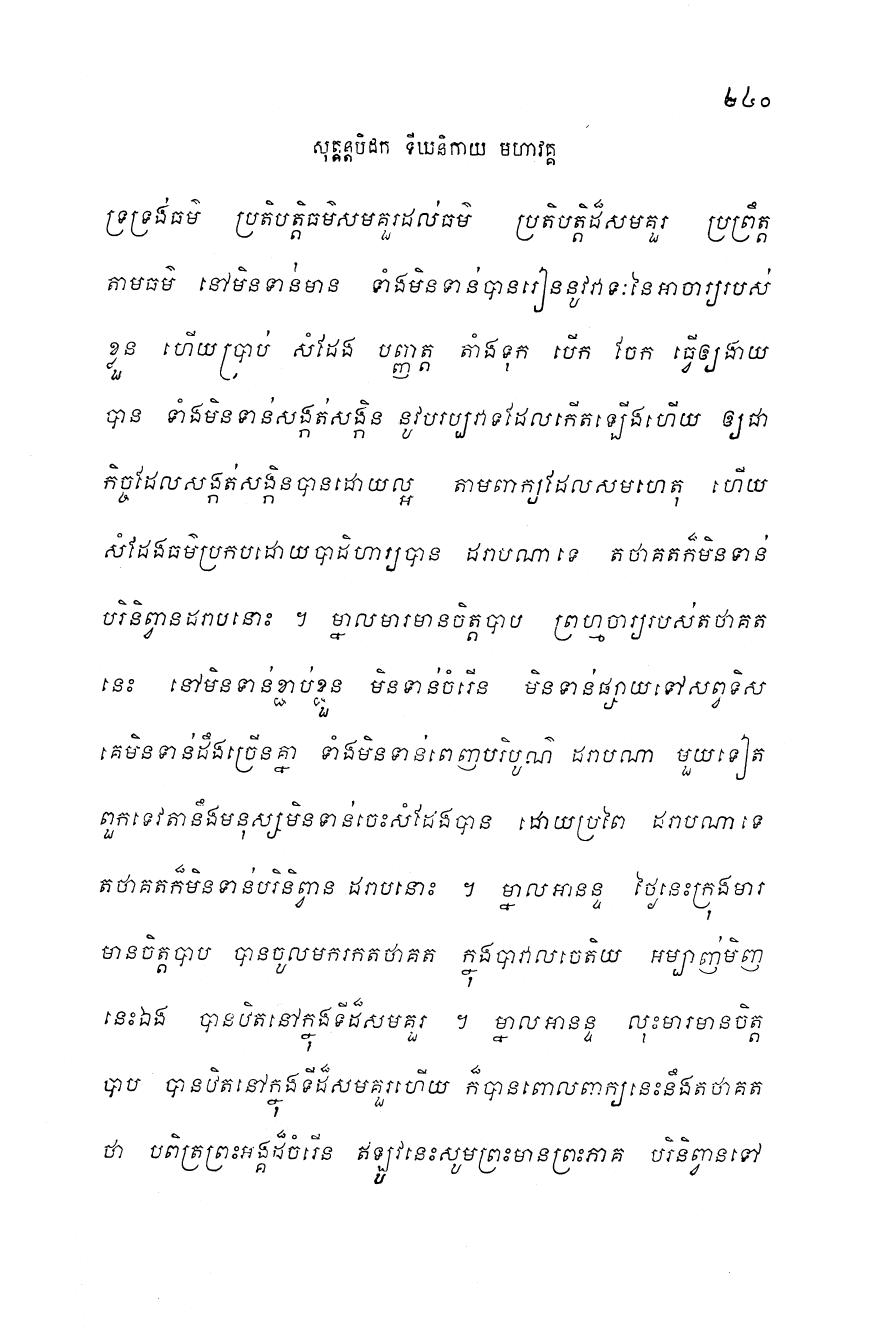 ២៤០
សុត្តន្តបិដក ទីឃនិកាយ មហាវគ្គ
ទ្រទ្រង់ធម៌ ប្រតិបត្តិធម៌សមគួរដល់ធម៌ ប្រតិបត្តិដ៏សមគួរ ប្រព្រឹត្ត
តាមធម៌ នៅមិនទាន់មាន ទាំងមិនទាន់បានរៀននូវវាទៈនៃអាចារ្យរបស់
ខ្លួន ហើយប្រាប់ សំដែង បញ្ញត្ត តាំងទុក បើក ចែក ធ្វើឲ្យងាយ
បាន ទាំងមិនទាន់សង្កត់សង្កិន នូវបរប្បវាទដែលកើតឡើងហើយ ឲ្យជា
កិច្ចដែលសង្កត់សង្កិនបានដោយល្អ តាមពាក្យដែលសមហេតុ ហើយ
សំដែងធម៌ប្រកបដោយបាដិហារ្យបាន ដរាបណាទេ តថាគតក៏មិនទាន់
បរិនិព្វានដរាបនោះ ។ ម្នាលមារមានចិត្តបាប ព្រហ្មចារ្យរបស់តថាគត
នេះ នៅមិនទាន់ខ្ជាប់ខ្ជួន មិនទាន់ចំរើន មិនទាន់ផ្សាយទៅសព្វទិស
គេមិនទាន់ដឹងច្រើនគ្នា ទាំងមិនទាន់ពេញបរិបូណ៌ ដរាបណា មួយទៀត
ពួកទេវតានឹងមនុស្សមិនទាន់ចេះសំដែងបាន ដោយប្រពៃ ដរាបណាទេ
តថាគតក៏មិនទាន់បរិនិព្វាន ដរាបនោះ ។ ម្នាលអានន្ទ ថ្ងៃនេះក្រុងមារ
មានចិត្តបាប បានចូលមករកតថាគត ក្នុងបាវាលចេតិយ អម្បាញ់មិញ
នេះឯង បានឋិតនៅក្នុងទីដ៏សមគួរ ។ ម្នាលអានន្ទ លុះមារមានចិត្ត
បាប បានឋិតនៅក្នុងទីដ៏សមគួរហើយ ក៏បានពោលពាក្យនេះនឹងតថាគត
ថា បពិត្រព្រះអង្គដ៏ចំរើន ឥឡូវនេះសូមព្រះមានព្រះភាគ បរិនិព្វានទៅ